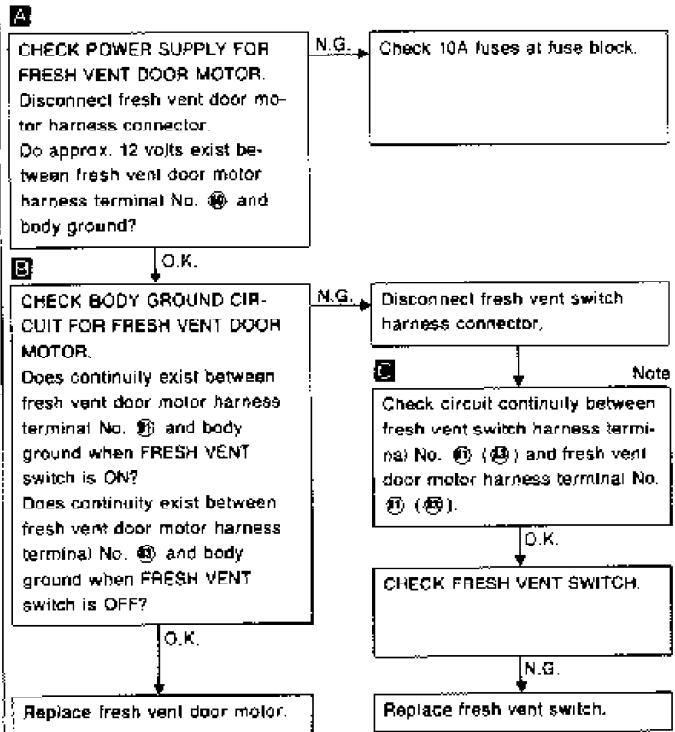 A
CHECK POWER SUPPLY FOR
FRESH VENT DOOR MOTOR.
Disconnect fresh vent door mo-
tor harness connector.
Do approx. 12 volts exist be-
tween fresh vent door motor
harness terminal No. and
body ground?
N.G.
Check 10A fuses at fuse block.
O.K.
B
CHECK BODY GROUND CIR-
CUIT FOR FRESH VENT DOOR
MOTOR.
Does continuity exist between
fresh vent door motor harness
terminal No. and body
ground when FRESH VENT
switch is ON?
Does continuity exist between
fresh vent door motor harness
terminal No. and body
ground when FRESH VENT
switch is OFF?
N.G.
Disconnect fresh vent switch
harness connector.
C
Note
Check circuit continuity between
fresh vent switch harness termi-
nal No. and fresh vent
door motor harness terminal No.
O.K.
CHECK FRESH VENT SWITCH.
O.K.
Replace fresh vent door motor.
N.G.
Replace fresh vent switch.